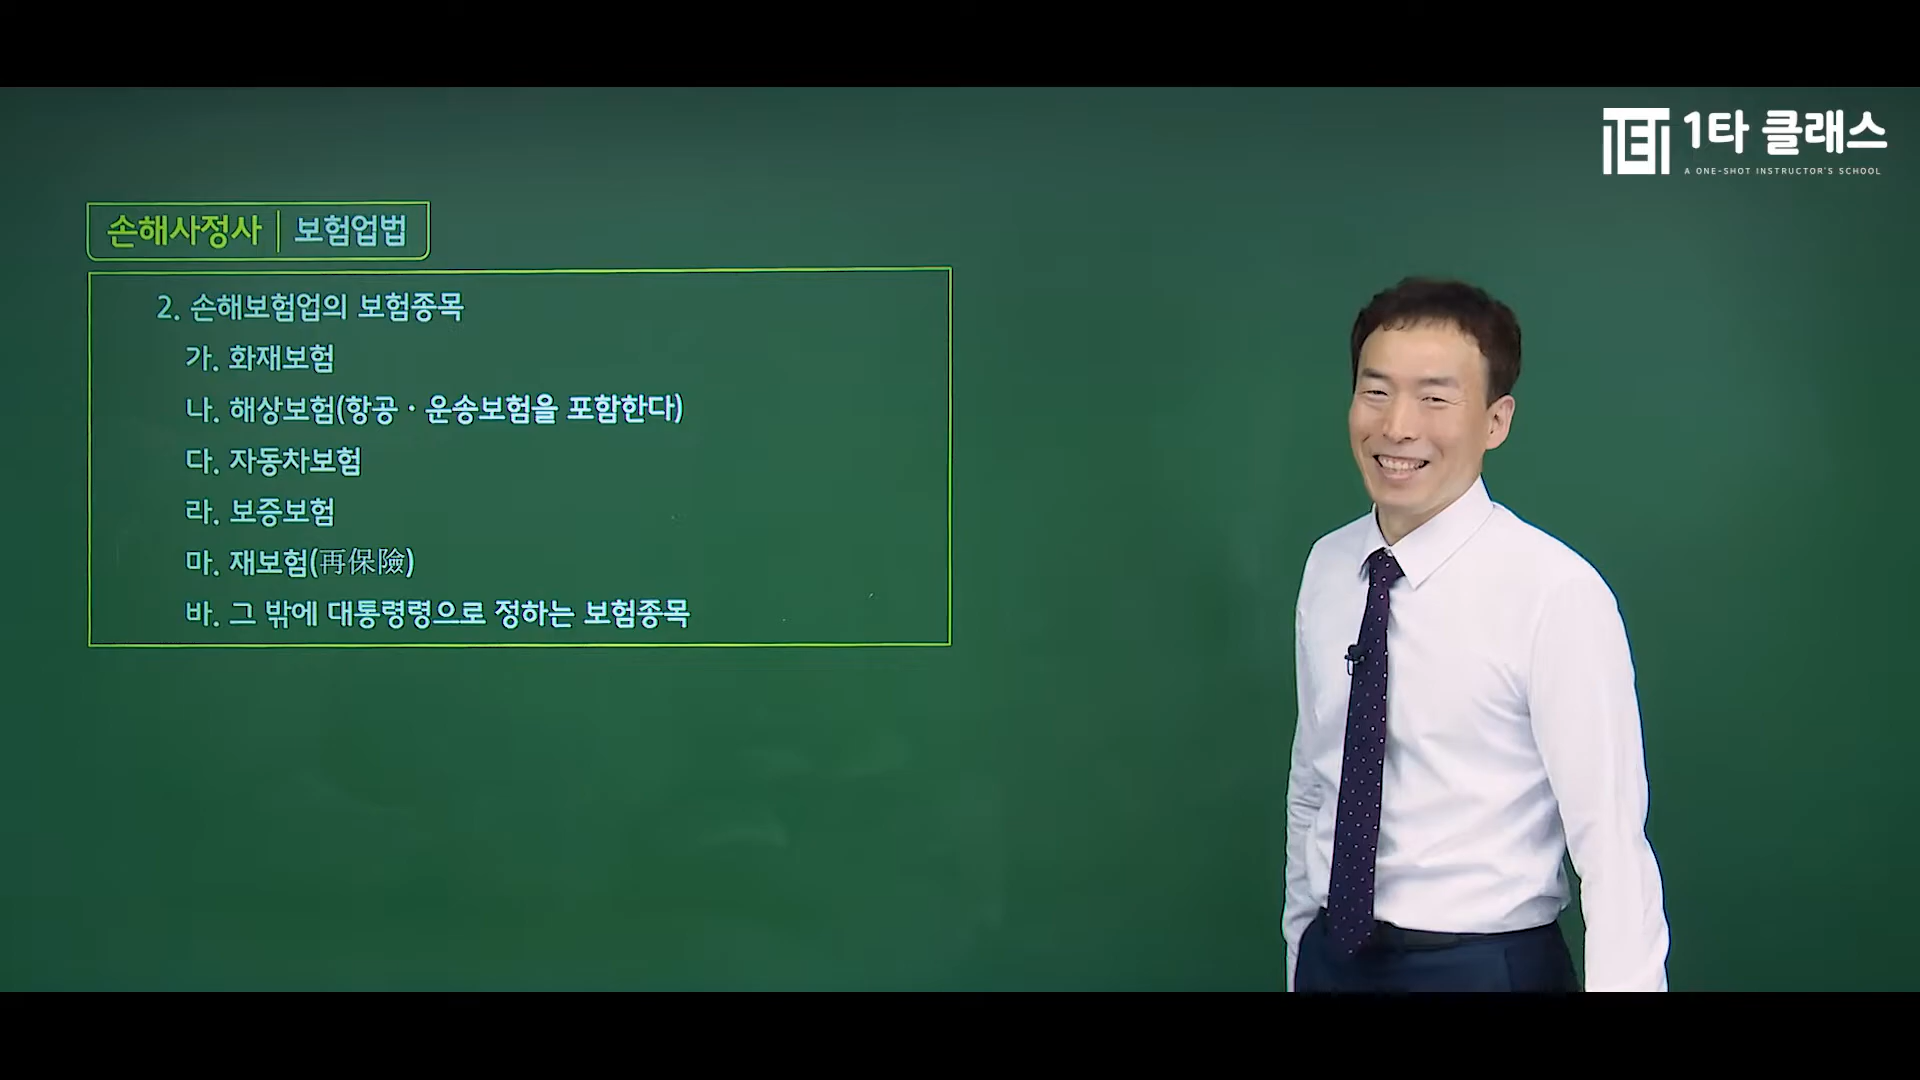 1타 클래스
A ONE-SHOT INSTRUCTOR'S SCHOOL
손해사정사 | 보험업법
2. 손해보험업의 보험종목
가. 화재보험
나. 해상보험(항공·운송보험을 포함한다)
다. 자동차보험
라. 보증보험
마. 재보험(再保險)
바. 그 밖에 대통령령으로 정하는 보험종목